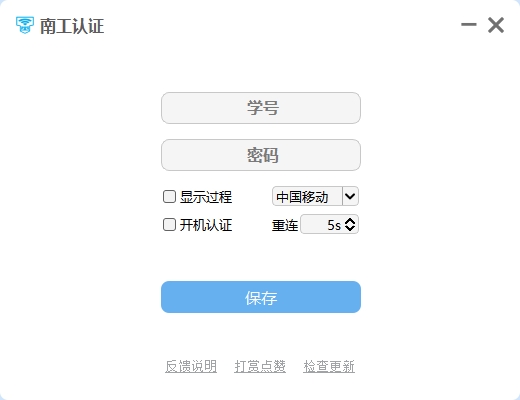 南工认证
学号
密码
显示过程 中国移动
开机认证 重连 5s
保存
反馈说明 打赏点赞 检查更新